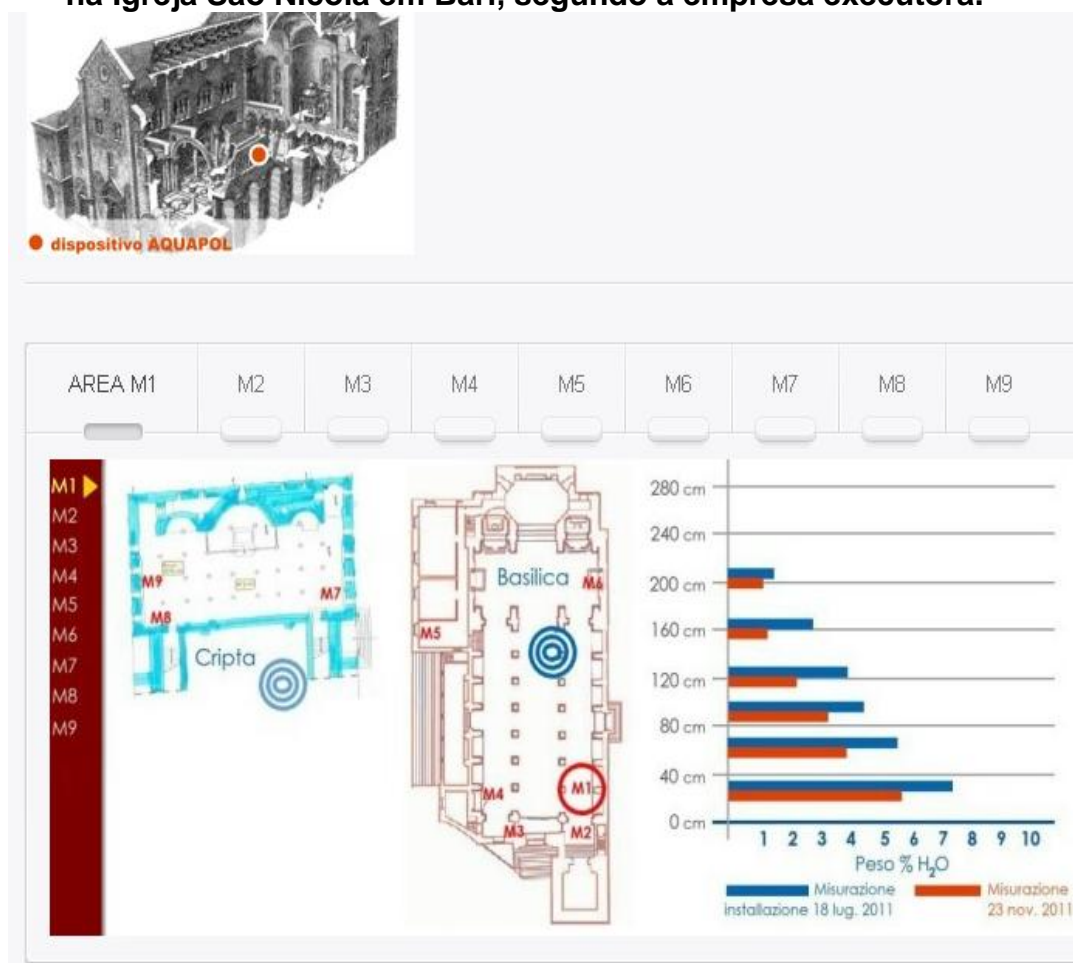 na Igreja São Nicola em Bari, segundo a empresa executora.
dispositivo AQUAPOL
AREA M1 M2 M3 M4 M5 M6 M7 M8 M9
M1
M2
M3
M4
M5
M6
M7
M8
M9
M9
M7
M8
Cripta
Basilica
M6
M5
M4
M1
M3
M2
280 cm
240 cm
200 cm
160 cm
120 cm
80 cm
40 cm
0 cm
1 2 3 4 5 6 7 8 9 10
Peso % H₂O
Misurazione
installazione 18 lug. 2011
Misurazione
23 nov. 2011